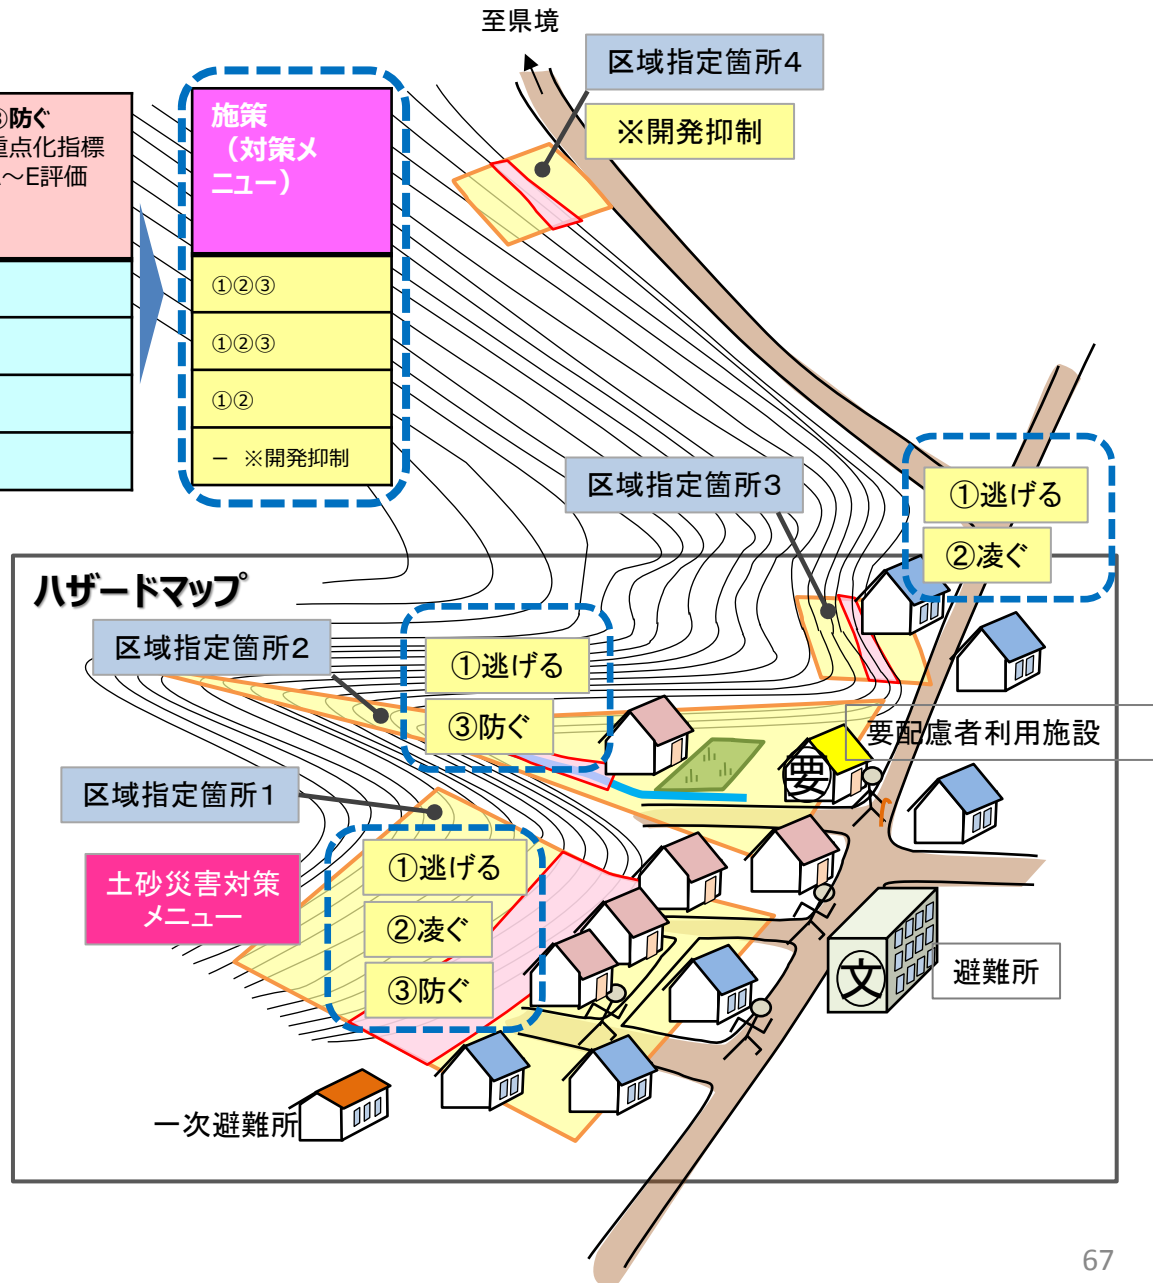 至県境
区域指定箇所4
※開発抑制
防ぐ
重点化指標
～E評価
施策
（対策メ
ニュー）
①②③
①②③
①②
－ ※開発抑制
区域指定箇所3
①逃げる
②凌ぐ
ハザードマップ
区域指定箇所2
①逃げる
③防ぐ
要配慮者利用施設
要
区域指定箇所1
①逃げる
②凌ぐ
③防ぐ
土砂災害対策
メニュー
文
避難所
一次避難所
67